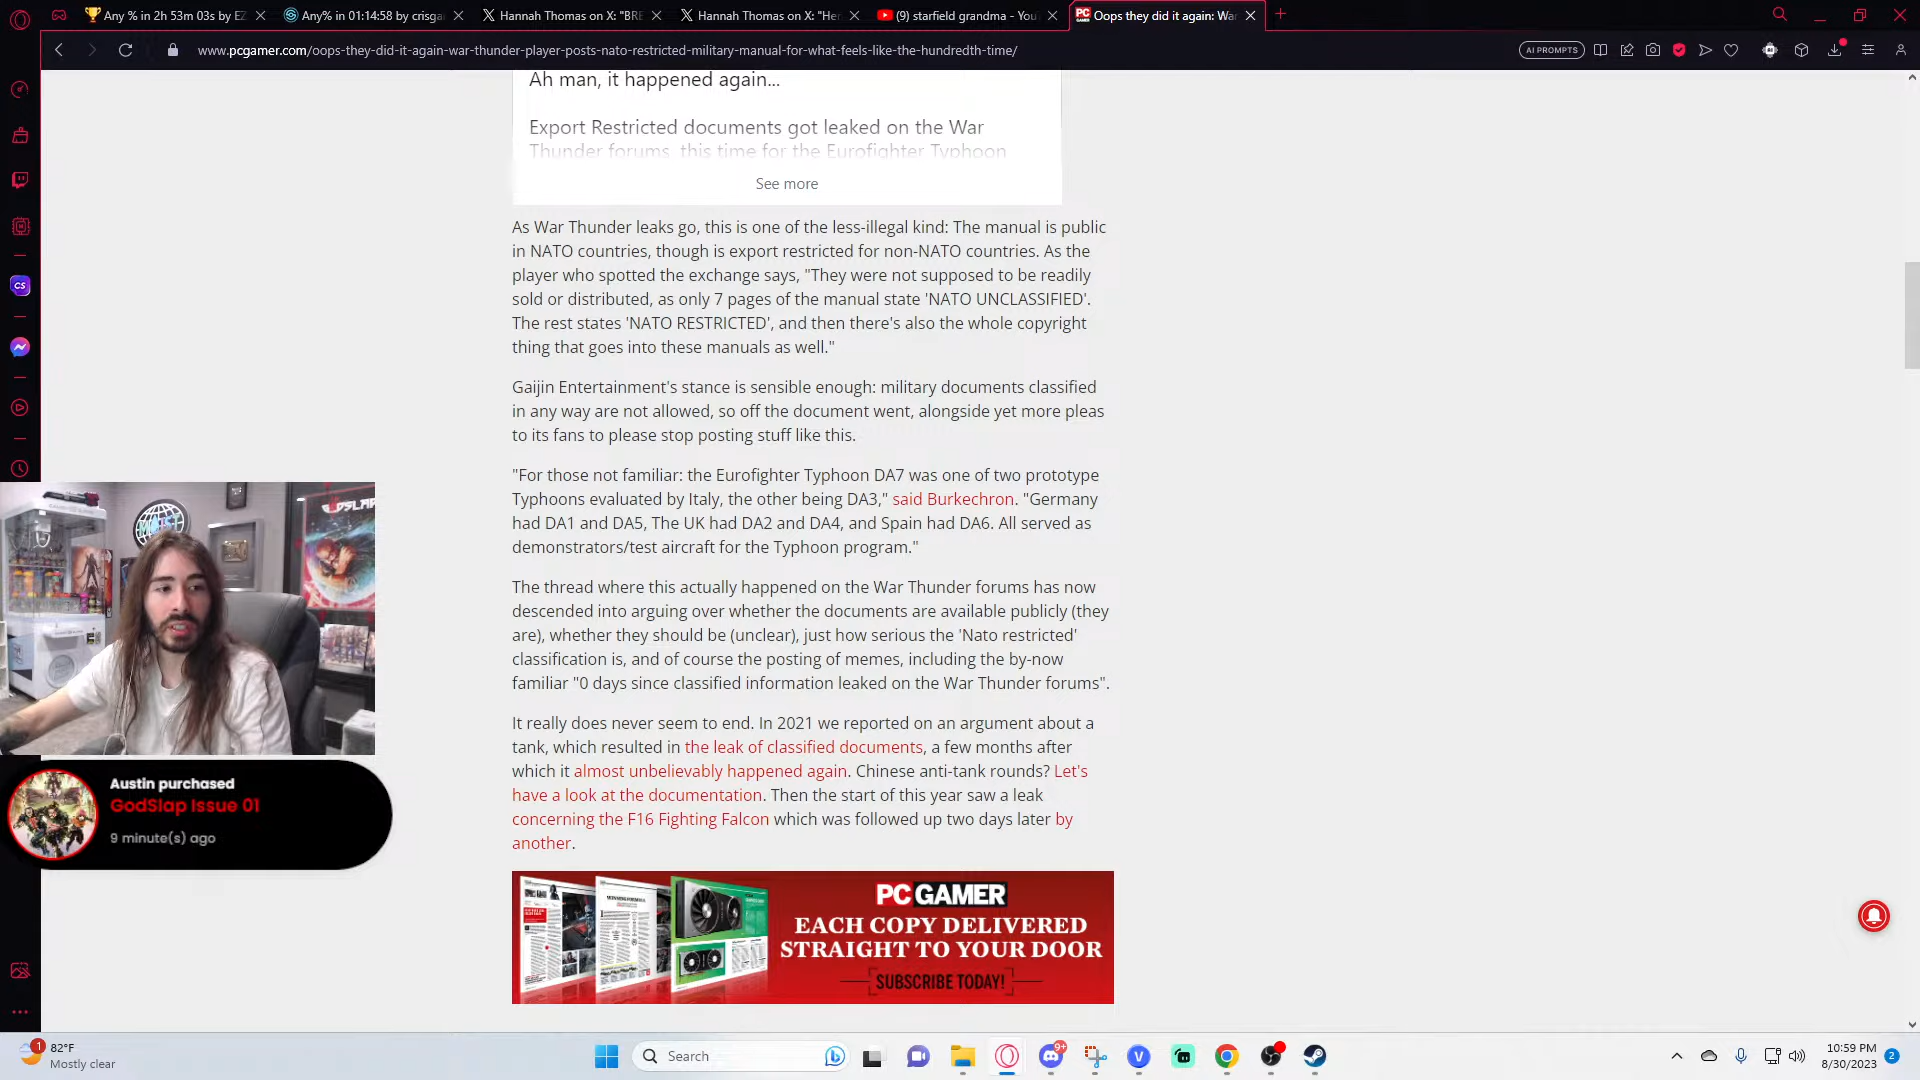 Any % in 2h 53m 03s by EZ
Any% in 01:14:58 by crisga
Hannah Thomas on X: "BRE
Hannah Thomas on X: "Her
(9) starfield grandma - You
Oops they did it again: War
www.pcgamer.com/oops-they-did-it-again-war-thunder-player-posts-nato-restricted-military-manual-for-what-feels-like-the-hundredth-time/
AI PROMPTS
Ah man, it happened again...
Export Restricted documents got leaked on the War
Thunder forums, this time for the Eurofighter Typhoon
See more
As War Thunder leaks go, this is one of the less-illegal kind: The manual is public
in NATO countries, though is export restricted for non-NATO countries. As the
player who spotted the exchange says, "They were not supposed to be readily
sold or distributed, as only 7 pages of the manual state 'NATO UNCLASSIFIED'.
The rest states 'NATO RESTRICTED', and then there's also the whole copyright
thing that goes into these manuals as well."
Gaijin Entertainment's stance is sensible enough: military documents classified
in any way are not allowed, so off the document went, alongside yet more pleas
to its fans to please stop posting stuff like this.
"For those not familiar: the Eurofighter Typhoon DA7 was one of two prototype
Typhoons evaluated by Italy, the other being DA3," said Burkechron. "Germany
had DA1 and DA5, The UK had DA2 and DA4, and Spain had DA6. All served as
demonstrators/test aircraft for the Typhoon program."
The thread where this actually happened on the War Thunder forums has now
descended into arguing over whether the documents are available publicly (they
are), whether they should be (unclear), just how serious the 'Nato restricted'
classification is, and of course the posting of memes, including the by-now
familiar "0 days since classified information leaked on the War Thunder forums".
It really does never seem to end. In 2021 we reported on an argument about a
tank, which resulted in the leak of classified documents, a few months after
which it almost unbelievably happened again. Chinese anti-tank rounds? Let's
have a look at the documentation. Then the start of this year saw a leak
concerning the F16 Fighting Falcon which was followed up two days later by
another.
Austin purchased
GodSlap Issue 01
9 minute(s) ago
PC GAMER
EACH COPY DELIVERED
STRAIGHT TO YOUR DOOR
SUBSCRIBE TODAY!
1
82°F
Mostly clear
Search
9+
10:59 PM
8/30/2023
2